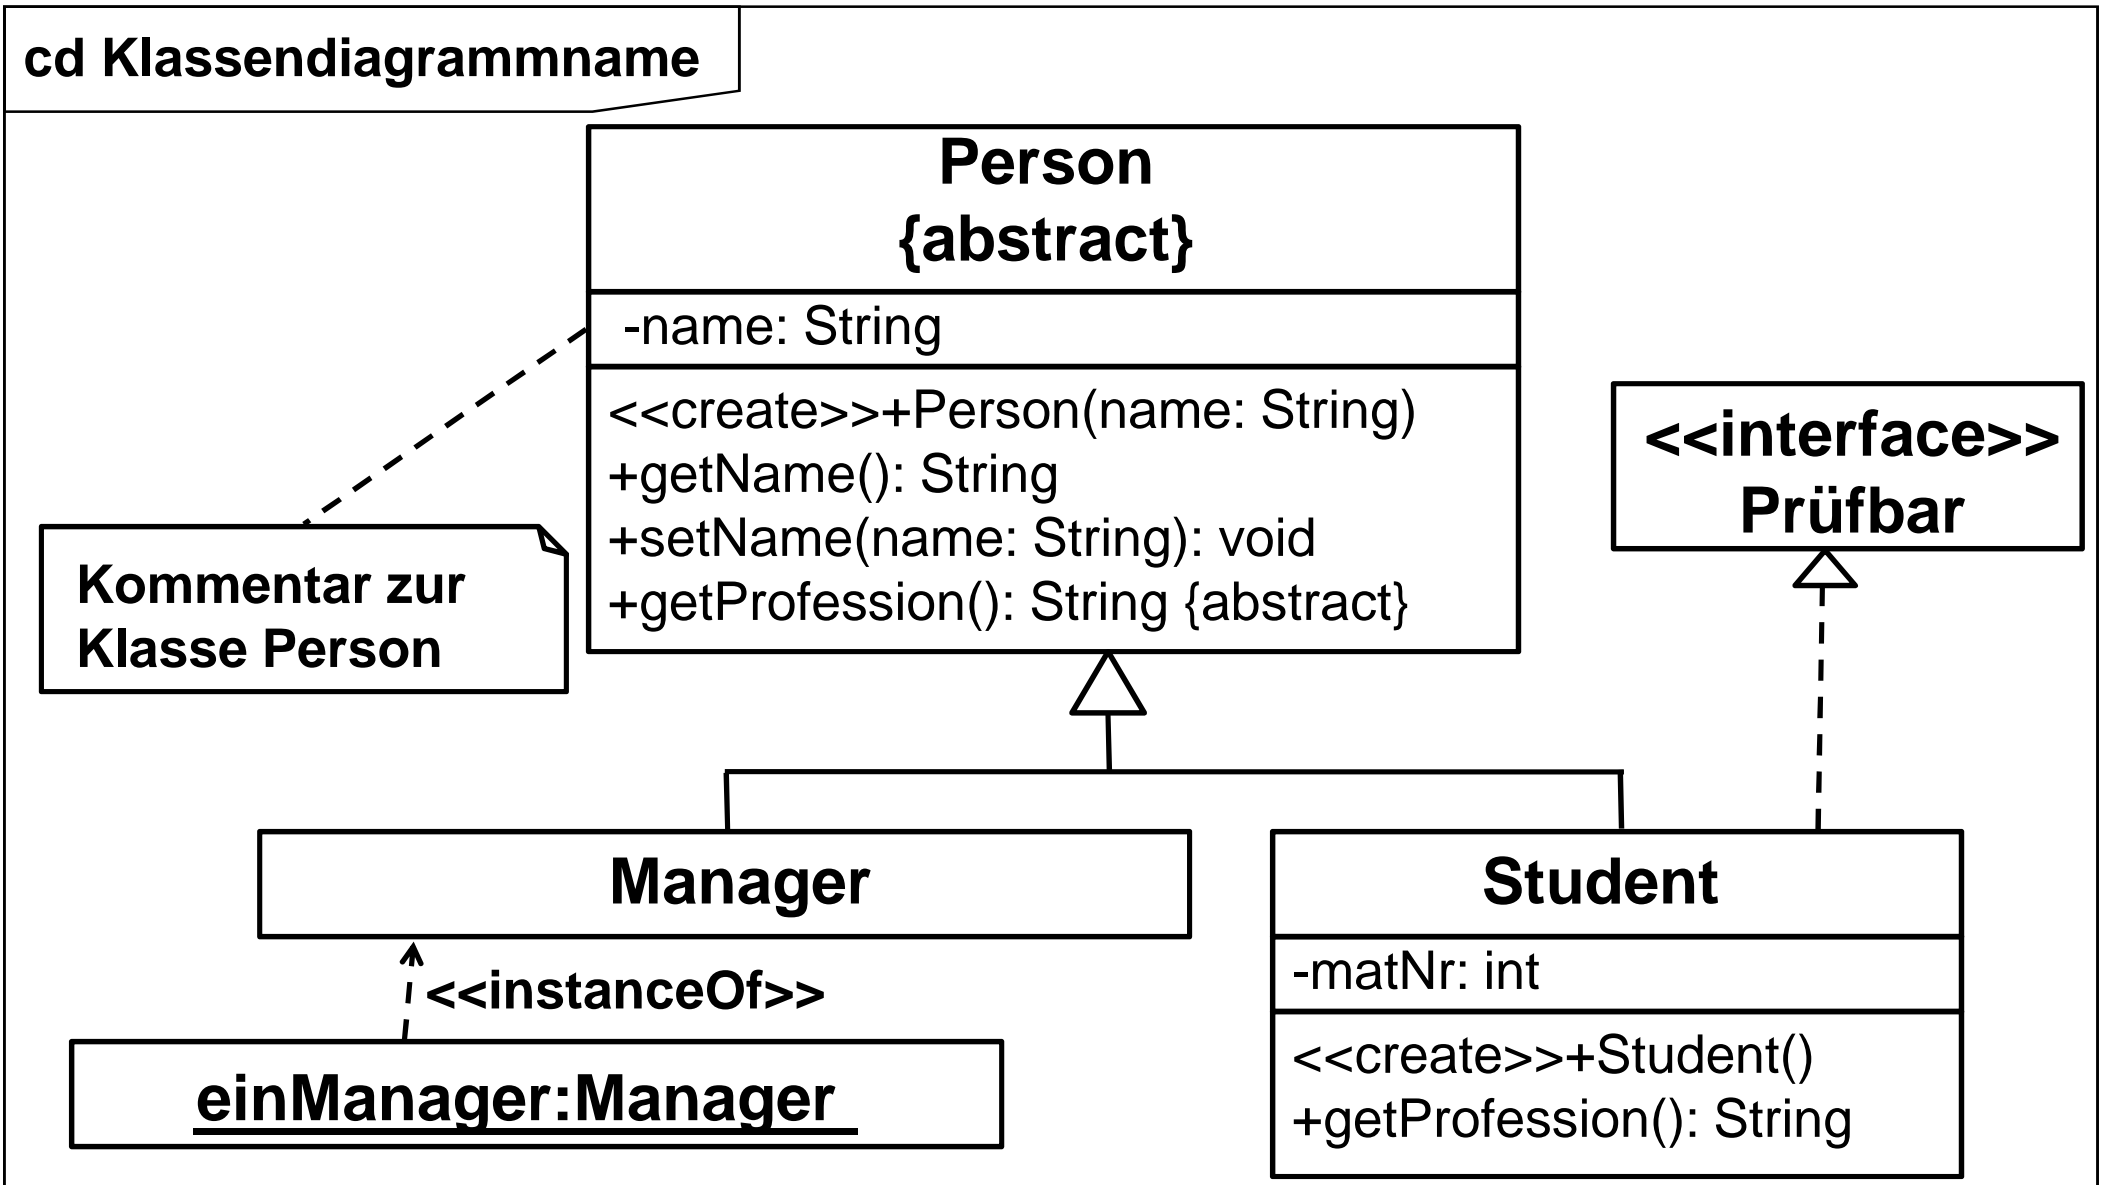 cd Klassendiagrammname
Person
{abstract}
-name: String
<<create>>+Person(name: String)
+getName(): String
+setName(name: String): void
+getProfession(): String {abstract}
<<interface>>
Prüfbar
Kommentar zur
Klasse Person
Manager
<<instanceOf>>
einManager:Manager
Student
-matNr: int
<<create>>+Student()
+getProfession(): String